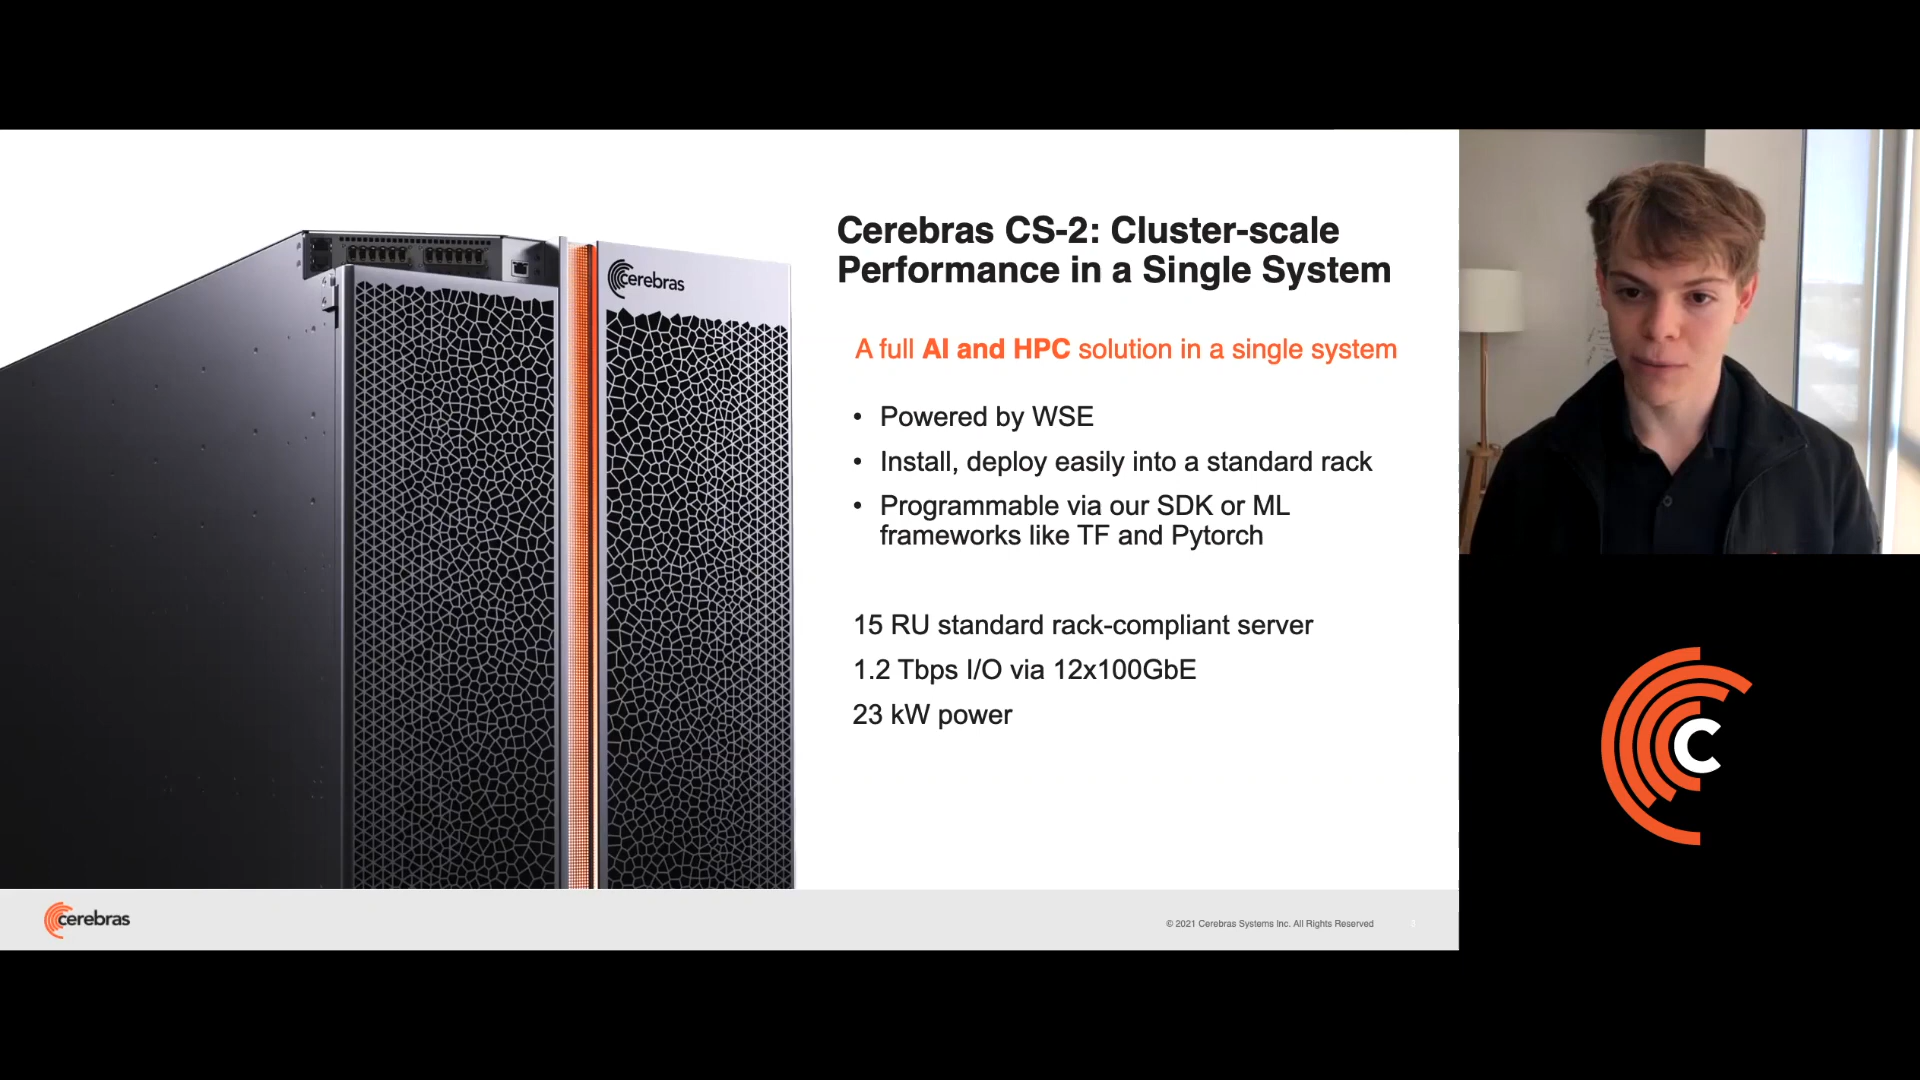 cerebras
Cerebras CS-2: Cluster-scale
Performance in a Single System
A full AI and HPC solution in a single system
• Powered by WSE
• Install, deploy easily into a standard rack
• Programmable via our SDK or ML
frameworks like TF and Pytorch
15 RU standard rack-compliant server
1.2 Tbps I/O via 12x100GbE
23 kW power
C
cerebras
© 2021 Cerebras Systems Inc. All Rights Reserved